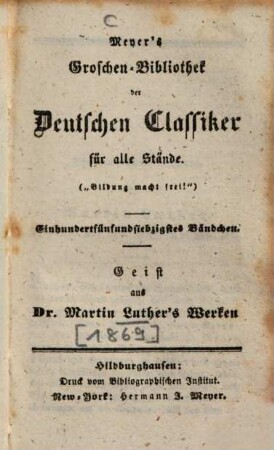 C
Meyer's
Groschen-Bibliothek
der
Deutschen Classiker
für alle Stände.
(„Bildung macht frei!“)
Einhundertfünfundsiebzigstes Bändchen.
Geist
aus
Dr. Martin Luther's Werken
[1869]
Hildburghausen:
Druck vom Bibliographischen Institut.
New-York: Hermann J. Meyer.